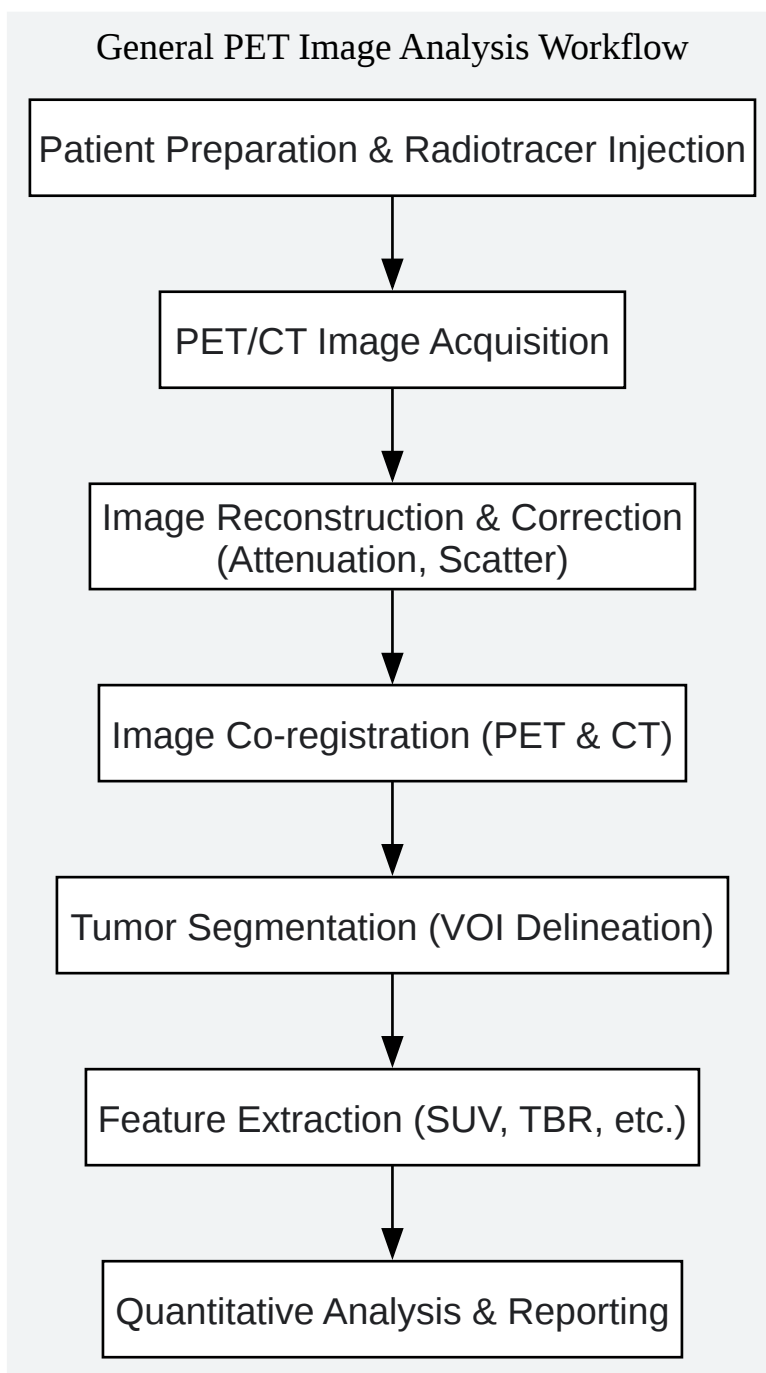 General PET Image Analysis Workflow
Patient Preparation & Radiotracer Injection
PET/CT Image Acquisition
Image Reconstruction & Correction
(Attenuation, Scatter)
Image Co-registration (PET & CT)
Tumor Segmentation (VOI Delineation)
Feature Extraction (SUV, TBR, etc.)
Quantitative Analysis & Reporting